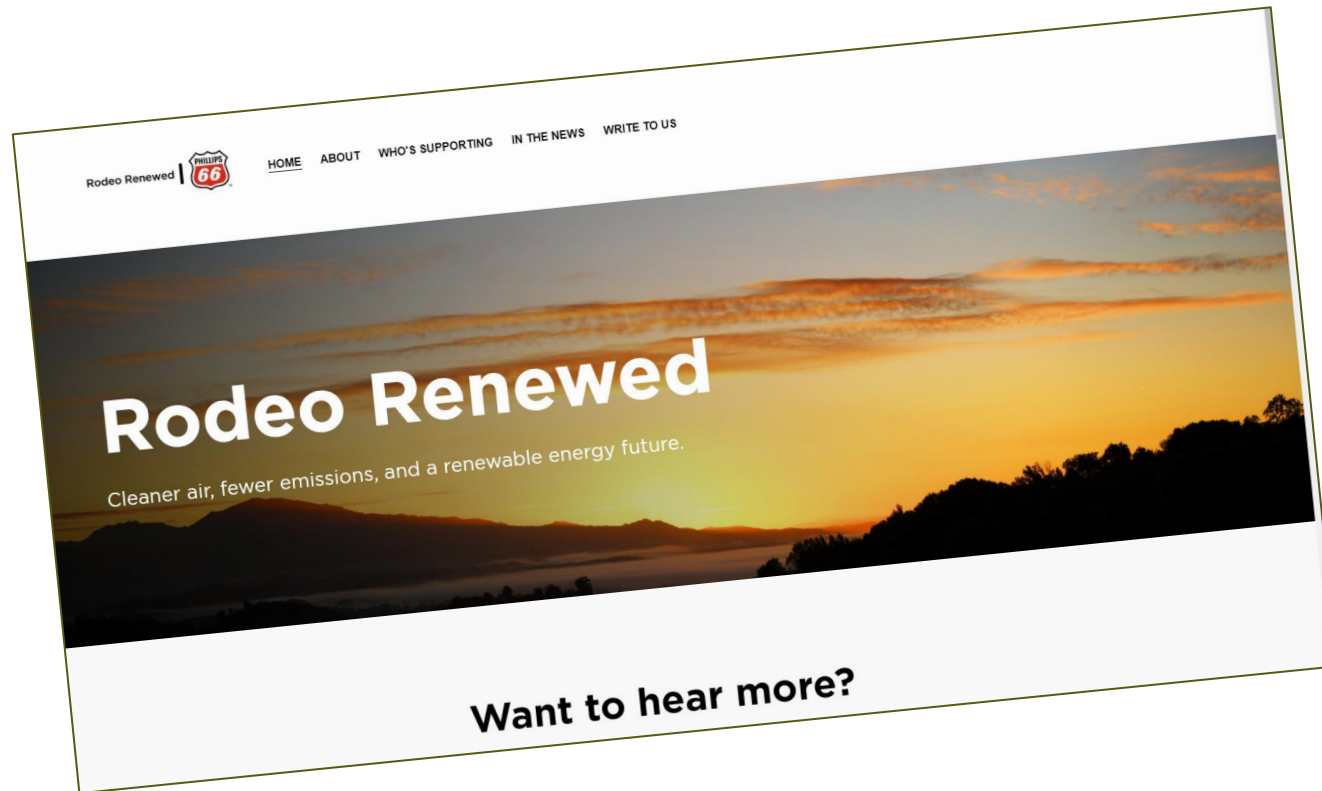 Rodeo Renewed | PHILLIPS 66 HOME ABOUT WHO'S SUPPORTING IN THE NEWS WRITE TO US
Rodeo Renewed
Cleaner air, fewer emissions, and a renewable energy future.
Want to hear more?